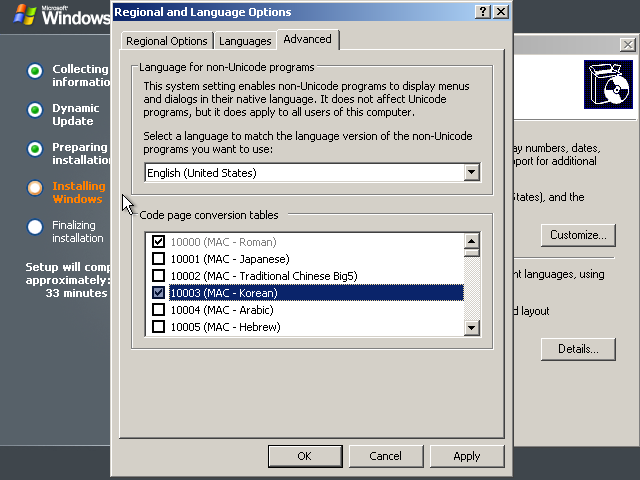 Microsoft
Windows
Collecting
informatio
Dynamic
Update
Preparing
installatio
Installing
Windows
Finalizing
installation
Setup will comp
approximately:
33 minutes
Regional and Language Options
Regional Options
Languages
Advanced
Language for non-Unicode programs
This system setting enables non-Unicode programs to display menus
and dialogs in their native language. It does not affect Unicode
programs, but it does apply to all users of this computer.
Select a language to match the language version of the non-Unicode
programs you want to use:
English (United States)
Code page conversion tables
10000 (MAC - Roman)
10001 (MAC - Japanese)
10002 (MAC - Traditional Chinese Big5)
10003 (MAC - Korean)
10004 (MAC - Arabic)
10005 (MAC - Hebrew)
OK
Cancel
Apply
ay numbers, dates,
port for additional
States), and the
Customize...
nt languages, using
d layout
Details...